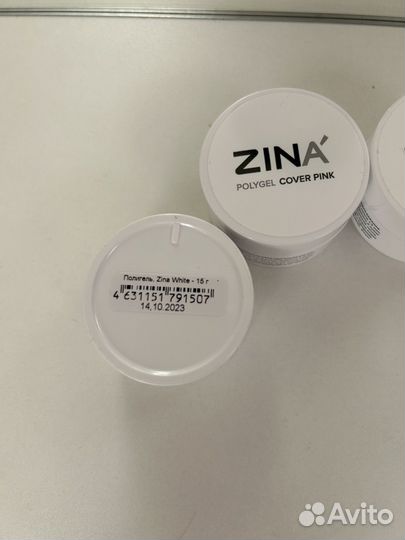 ZINA
POLYGEL COVER PINK
Полигель, Zina White - 15 г
4 631151 791507
14.10.2023
Avito